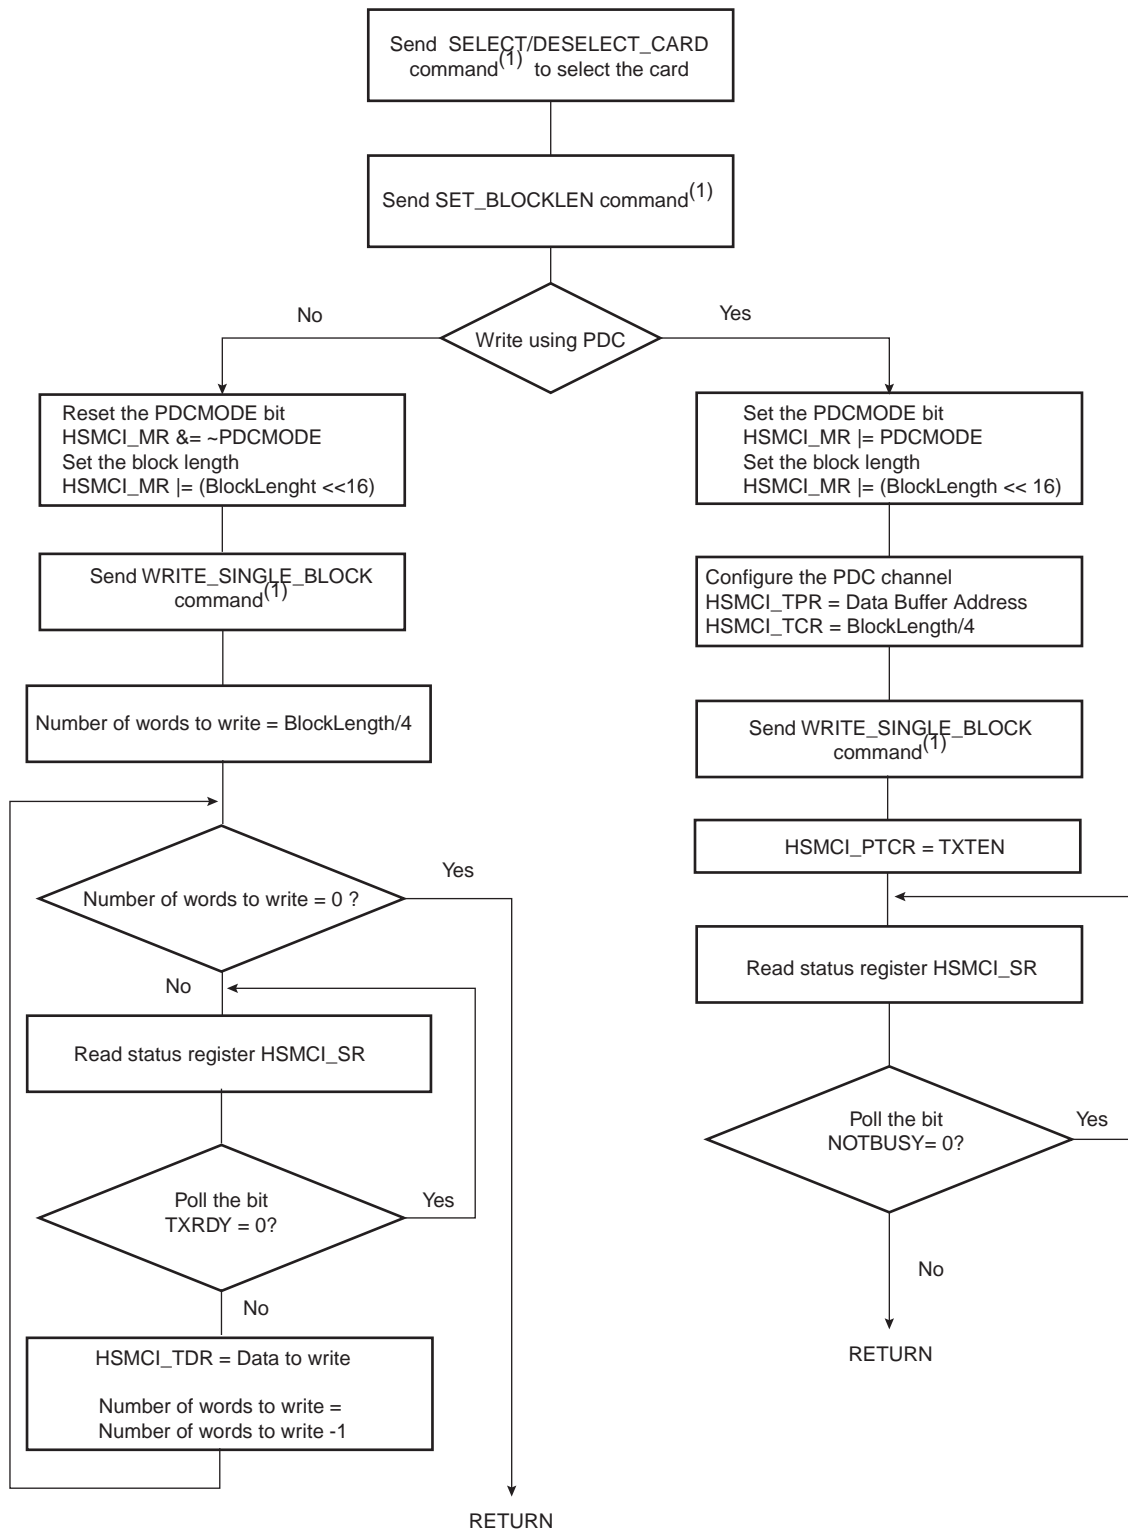 Send SELECT/DESELECT_CARD
command(1) to select the card
Send SET_BLOCKLEN command(1)
No
Yes
Write using PDC
Reset the PDCMODE bit
HSMCI_MR &= ~PDCMODE
Set the block length
HSMCI_MR |= (BlockLenght <<16)
Send WRITE_SINGLE_BLOCK
command(1)
Number of words to write = BlockLength/4
Number of words to write = 0 ?
Yes
No
Read status register HSMCI_SR
Poll the bit
TXRDY = 0?
Yes
No
HSMCI_TDR = Data to write
Number of words to write =
Number of words to write -1
RETURN
Set the PDCMODE bit
HSMCI_MR |= PDCMODE
Set the block length
HSMCI_MR |= (BlockLength << 16)
Configure the PDC channel
HSMCI_TPR = Data Buffer Address
HSMCI_TCR = BlockLength/4
Send WRITE_SINGLE_BLOCK
command(1)
HSMCI_PTCR = TXTEN
Read status register HSMCI_SR
Poll the bit
NOTBUSY= 0?
Yes
No
RETURN